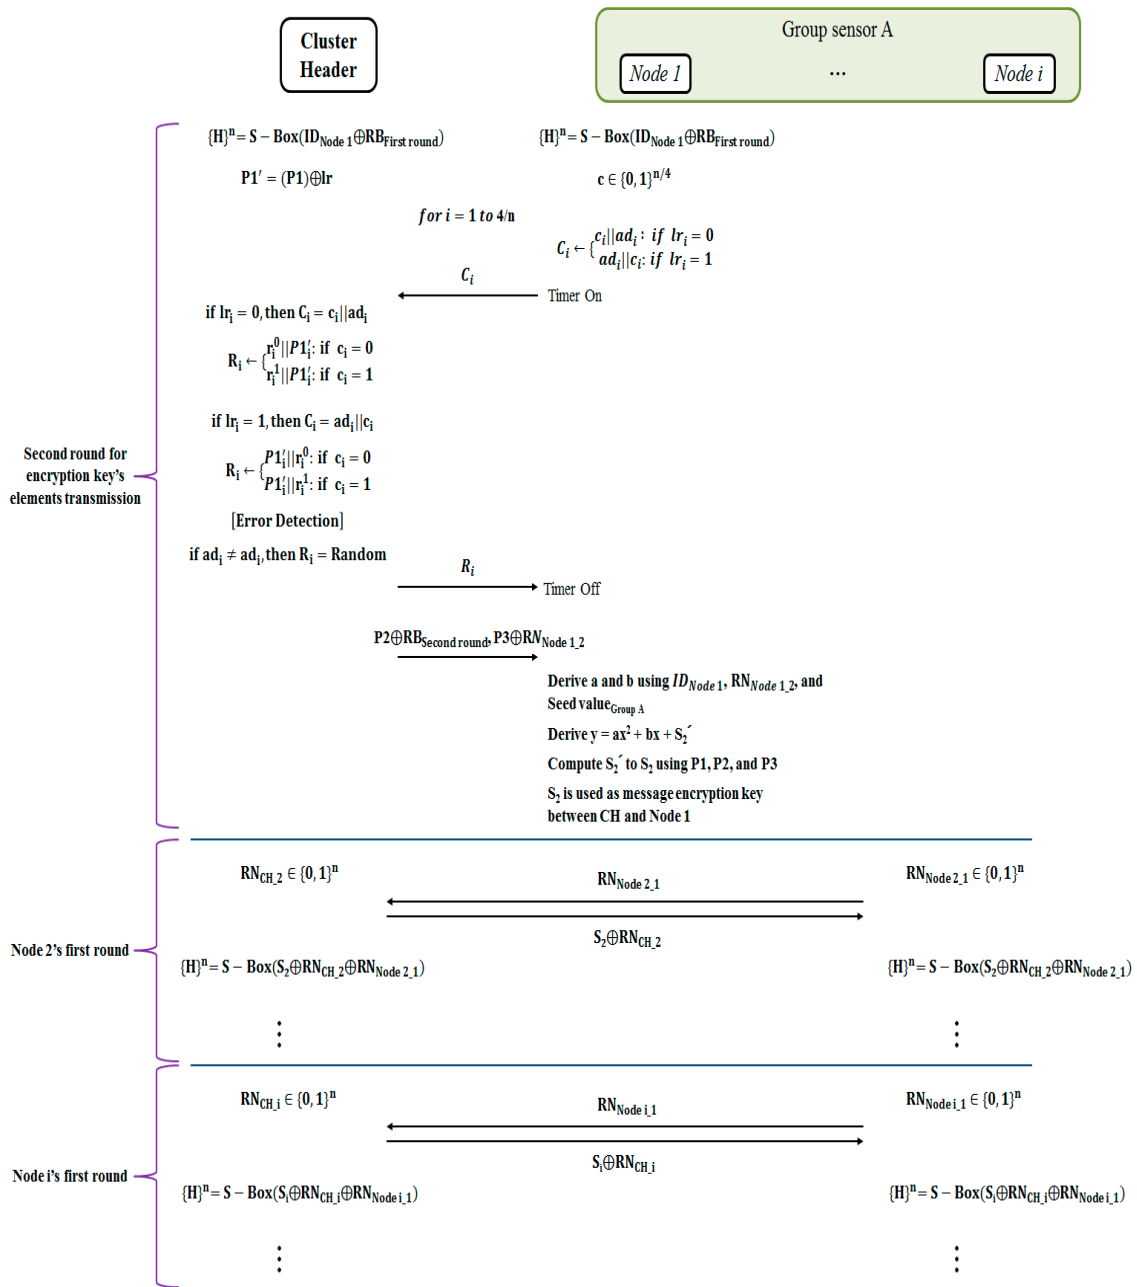 Cluster
Header
Group sensor A
Node 1
...
Node i
{H}ⁿ= S − Box(ID_Node 1⊕RB_First round)
{H}ⁿ= S − Box(ID_Node 1⊕RB_First round)
P1′ = (P1)⊕lr
c ∈ {0, 1}^n/4
for i = 1 to 4/n
C_i ← {c_i||ad_i : if lr_i = 0
ad_i||c_i: if lr_i = 1
C_i
Timer On
if lr_i = 0, then C_i = c_i||ad_i
R_i ← {r_i^0||P1′_i: if c_i = 0
r_i^1||P1′_i: if c_i = 1
if lr_i = 1, then C_i = ad_i||c_i
R_i ← {P1′_i||r_i^0: if c_i = 0
P1′_i||r_i^1: if c_i = 1
Second round for
encryption key's
elements transmission
[Error Detection]
if ad_i ≠ ad_i, then R_i = Random
R_i
Timer Off
P2⊕RB_Second round, P3⊕RN_Node 1_2
Derive a and b using ID_Node 1, RN_Node 1_2, and
Seed value_Group A
Derive y = ax² + bx + S₂´
Compute S₂´ to S₂ using P1, P2, and P3
S₂ is used as message encryption key
between CH and Node 1
RN_CH_2 ∈ {0, 1}ⁿ
RN_Node 2_1
RN_Node 2_1 ∈ {0, 1}ⁿ
S₂⊕RN_CH_2
Node 2's first round
{H}ⁿ= S − Box(S₂⊕RN_CH_2⊕RN_Node 2_1)
{H}ⁿ= S − Box(S₂⊕RN_CH_2⊕RN_Node 2_1)
⋮
⋮
RN_CH_i ∈ {0, 1}ⁿ
RN_Node i_1
RN_Node i_1 ∈ {0, 1}ⁿ
S_i⊕RN_CH_i
Node i's first round
{H}ⁿ= S − Box(S_i⊕RN_CH_i⊕RN_Node i_1)
{H}ⁿ= S − Box(S_i⊕RN_CH_i⊕RN_Node i_1)
⋮
⋮